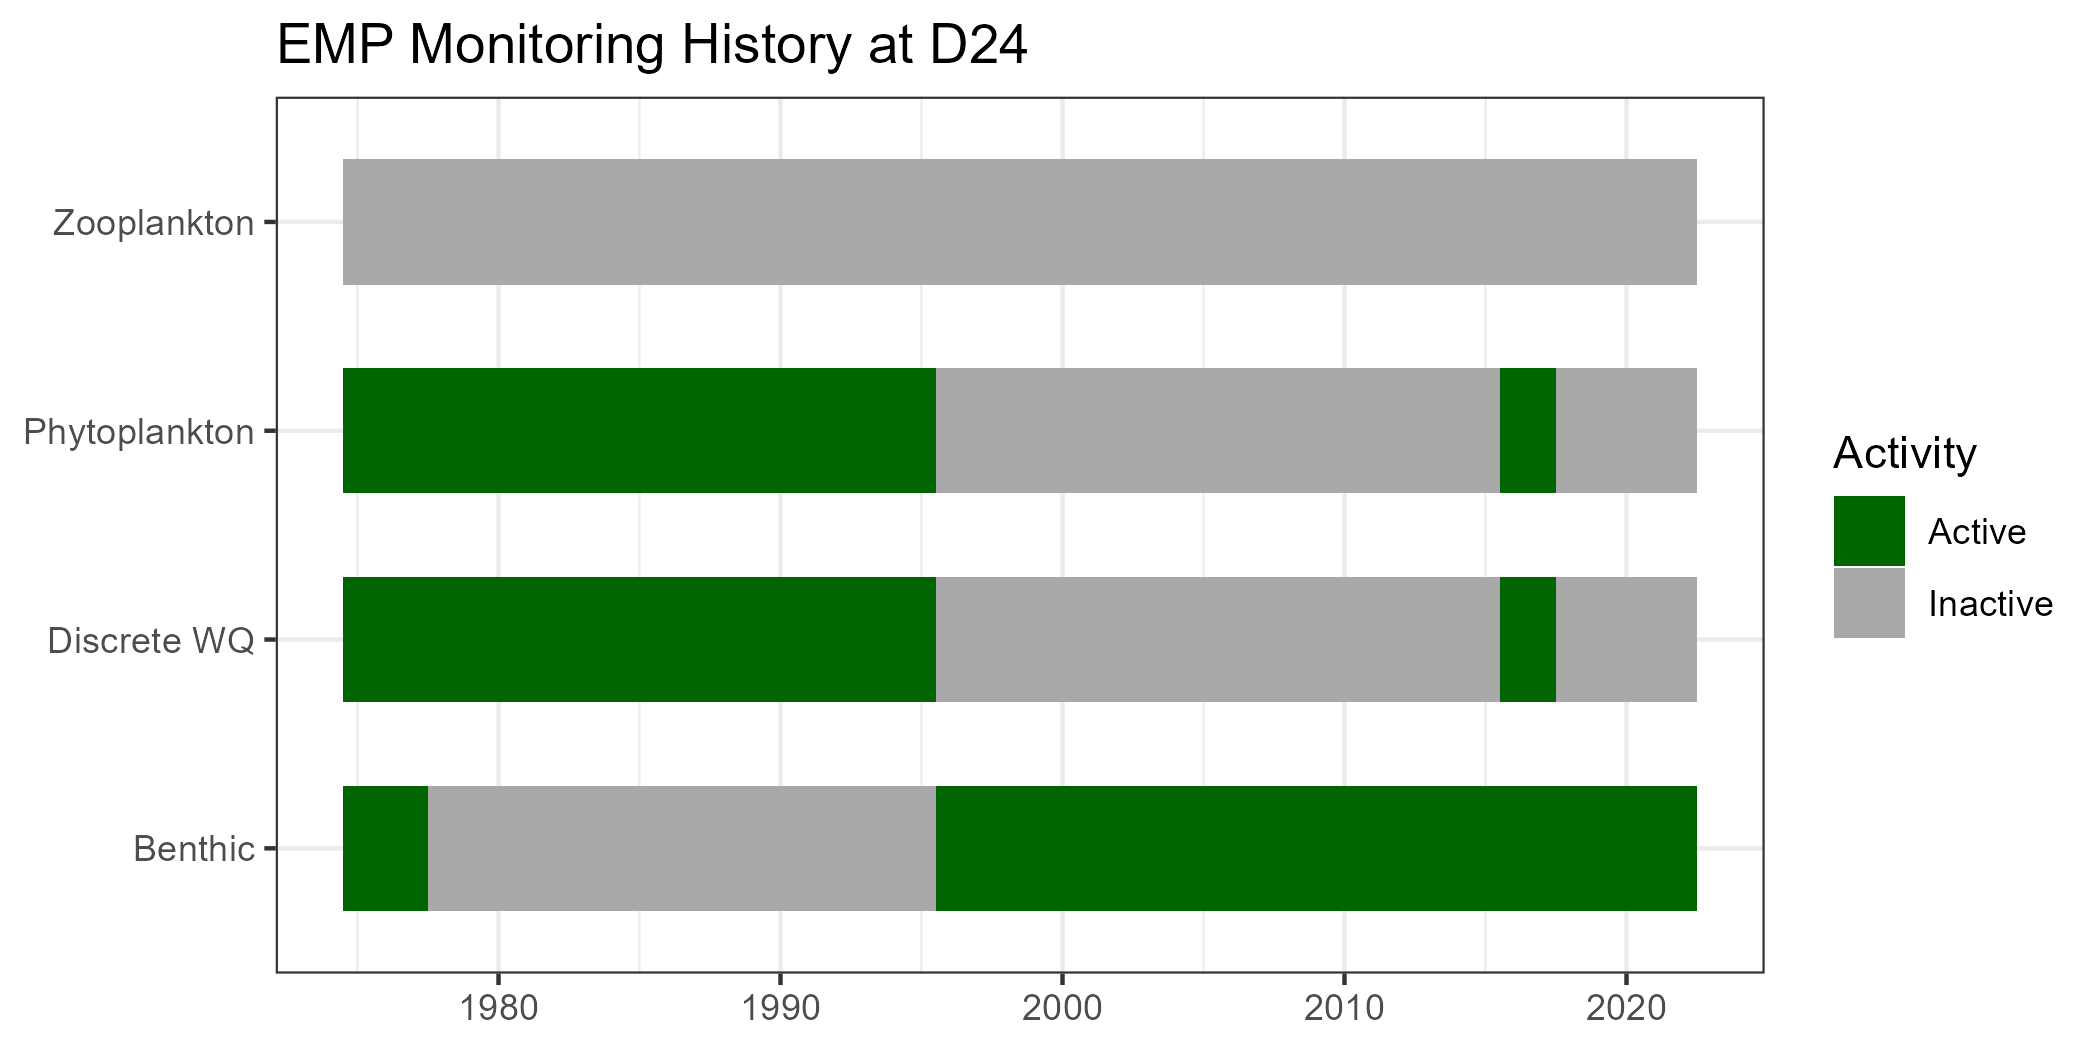 EMP Monitoring History at D24
Zooplankton
Phytoplankton
Discrete WQ
Benthic
1980 1990 2000 2010 2020
Activity
Active
Inactive